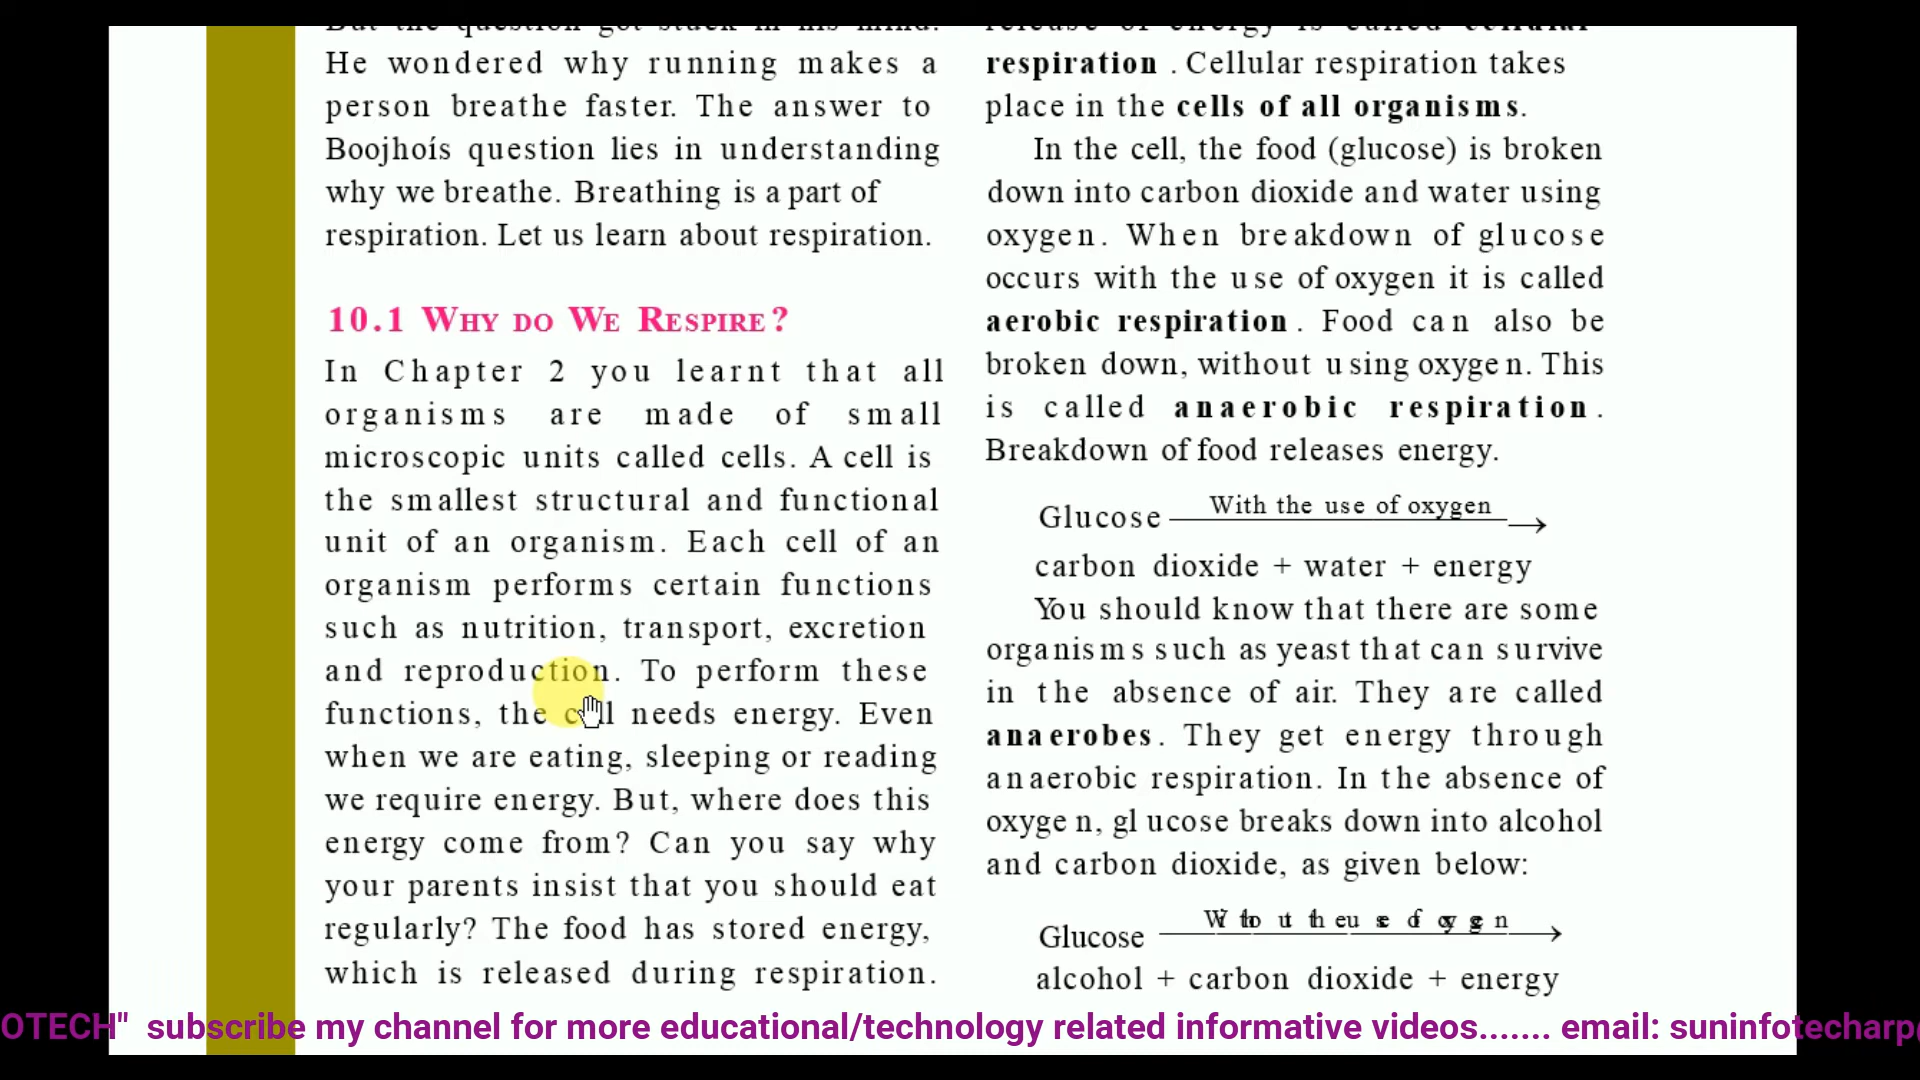 But the question got stuck in his mind.
He wondered why running makes a
person breathe faster. The answer to
Boojhoís question lies in understanding
why we breathe. Breathing is a part of
respiration. Let us learn about respiration.
10.1 WHY DO WE RESPIRE?
In Chapter 2 you learnt that all
organisms are made of small
microscopic units called cells. A cell is
the smallest structural and functional
unit of an organism. Each cell of an
organism performs certain functions
such as nutrition, transport, excretion
and reproduction. To perform these
functions, the cell needs energy. Even
when we are eating, sleeping or reading
we require energy. But, where does this
energy come from? Can you say why
your parents insist that you should eat
regularly? The food has stored energy,
which is released during respiration.
release of energy is called cellular
respiration . Cellular respiration takes
place in the cells of all organisms.
In the cell, the food (glucose) is broken
down into carbon dioxide and water using
oxygen. When breakdown of glucose
occurs with the use of oxygen it is called
aerobic respiration . Food can also be
broken down, without using oxygen. This
is called anaerobic respiration .
Breakdown of food releases energy.
With the use of oxygen
Glucose ⟶
carbon dioxide + water + energy
You should know that there are some
organisms such as yeast that can survive
in the absence of air. They are called
anaerobes. They get energy through
anaerobic respiration. In the absence of
oxygen, glucose breaks down into alcohol
and carbon dioxide, as given below:
Without the use of oxygen
Glucose ⟶
alcohol + carbon dioxide + energy
OTECH" subscribe my channel for more educational/technology related informative videos....... email: suninfotecharp@